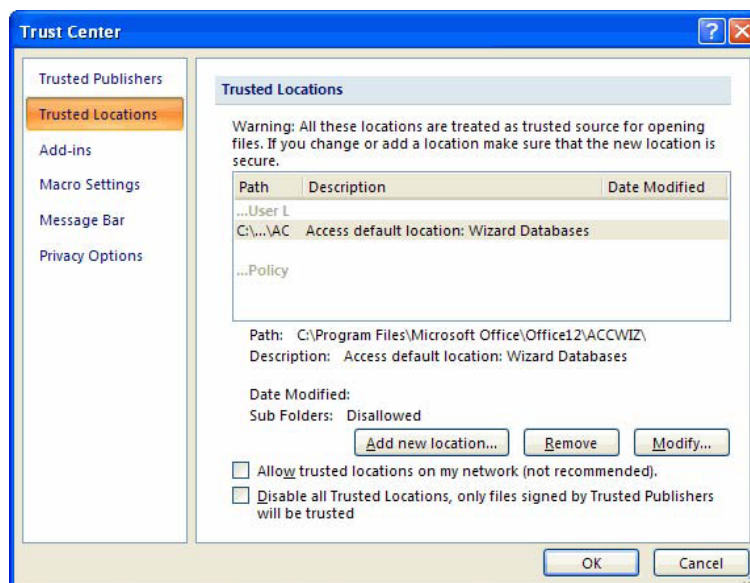 Trust Center
Trusted Publishers
Trusted Locations
Add-ins
Macro Settings
Message Bar
Privacy Options
Trusted Locations
Warning: All these locations are treated as trusted source for opening
files. If you change or add a location make sure that the new location is
secure.
Path Description Date Modified
...User L
C:\...\AC Access default location: Wizard Databases
...Policy
Path: C:\Program Files\Microsoft Office\Office12\ACCWIZ\
Description: Access default location: Wizard Databases
Date Modified:
Sub Folders: Disallowed
Add new location... Remove Modify...
Allow trusted locations on my network (not recommended).
Disable all Trusted Locations, only files signed by Trusted Publishers
will be trusted
OK Cancel